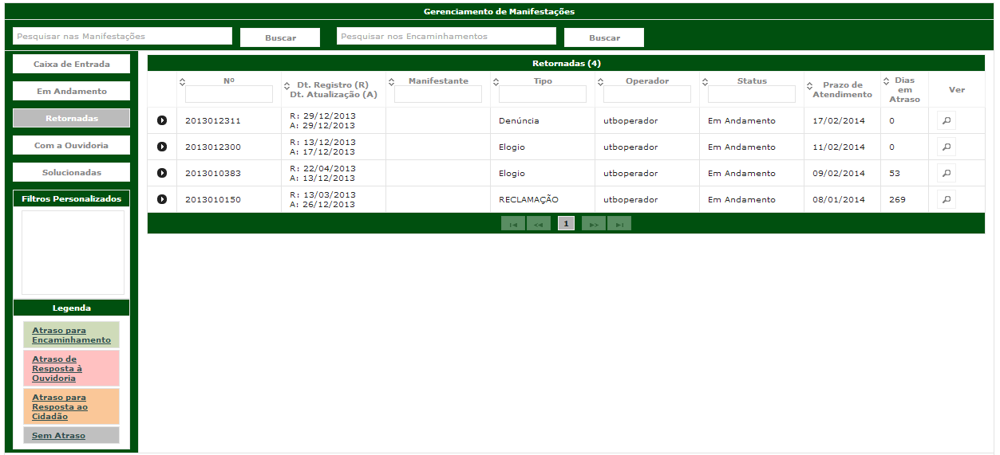 Gerenciamento de Manifestações
Pesquisar nas Manifestações
Buscar
Pesquisar nos Encaminhamentos
Buscar
Caixa de Entrada
Em Andamento
Retornadas
Com a Ouvidoria
Solucionadas
Filtros Personalizados
Legenda
Atraso para
Encaminhamento
Atraso de
Resposta à
Ouvidoria
Atraso para
Resposta ao
Cidadão
Sem Atraso
Retornadas (4)
Nº
Dt. Registro (R)
Dt. Atualização (A)
Manifestante
Tipo
Operador
Status
Prazo de
Atendimento
Dias
em
Atraso
Ver
2013012311
R: 29/12/2013
A: 29/12/2013
Denúncia
utboperador
Em Andamento
17/02/2014
0
2013012300
R: 13/12/2013
A: 17/12/2013
Elogio
utboperador
Em Andamento
11/02/2014
0
2013010383
R: 22/04/2013
A: 13/12/2013
Elogio
utboperador
Em Andamento
09/02/2014
53
2013010150
R: 13/03/2013
A: 26/12/2013
RECLAMAÇÃO
utboperador
Em Andamento
08/01/2014
269
1